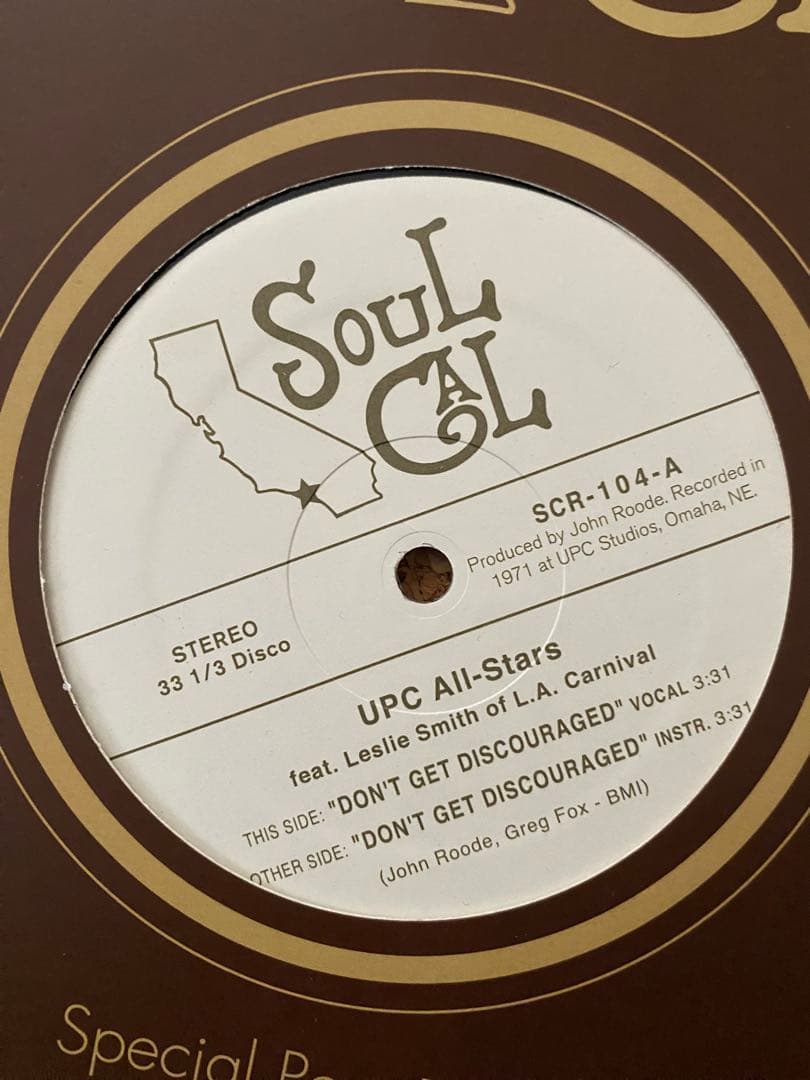 SOUL
CAL
SCR-104-A
Produced by John Roode. Recorded in
1971 at UPC Studios, Omaha, NE.
STEREO
33 1/3 Disco
UPC All-Stars
feat. Leslie Smith of L.A. Carnival
THIS SIDE: "DON'T GET DISCOURAGED" VOCAL 3:31
OTHER SIDE: "DON'T GET DISCOURAGED" INSTR. 3:31
(John Roode, Greg Fox - BMI)
Special